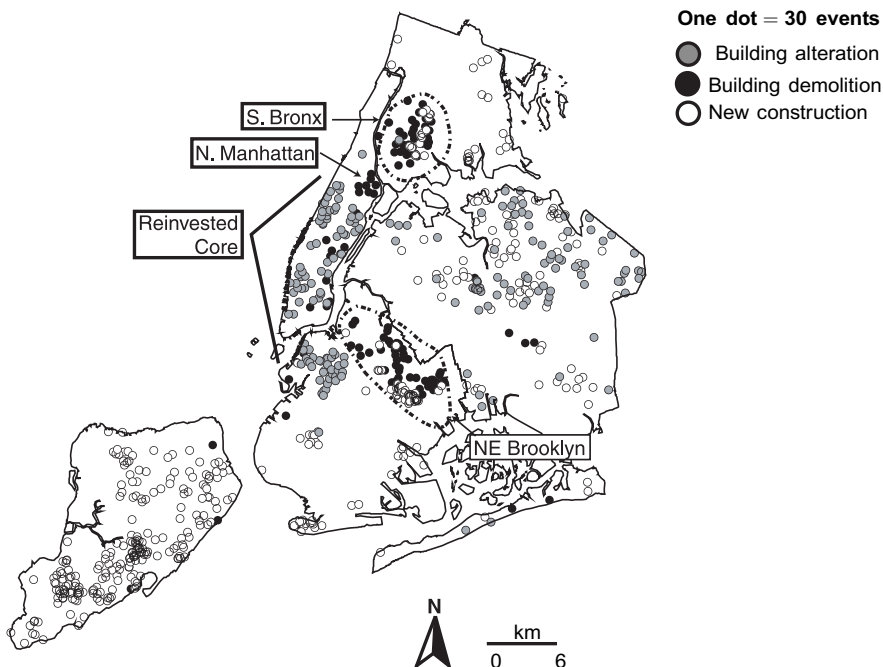 One dot = 30 events
Building alteration
Building demolition
New construction
S. Bronx
N. Manhattan
Reinvested
Core
NE Brooklyn
N
km
0 6